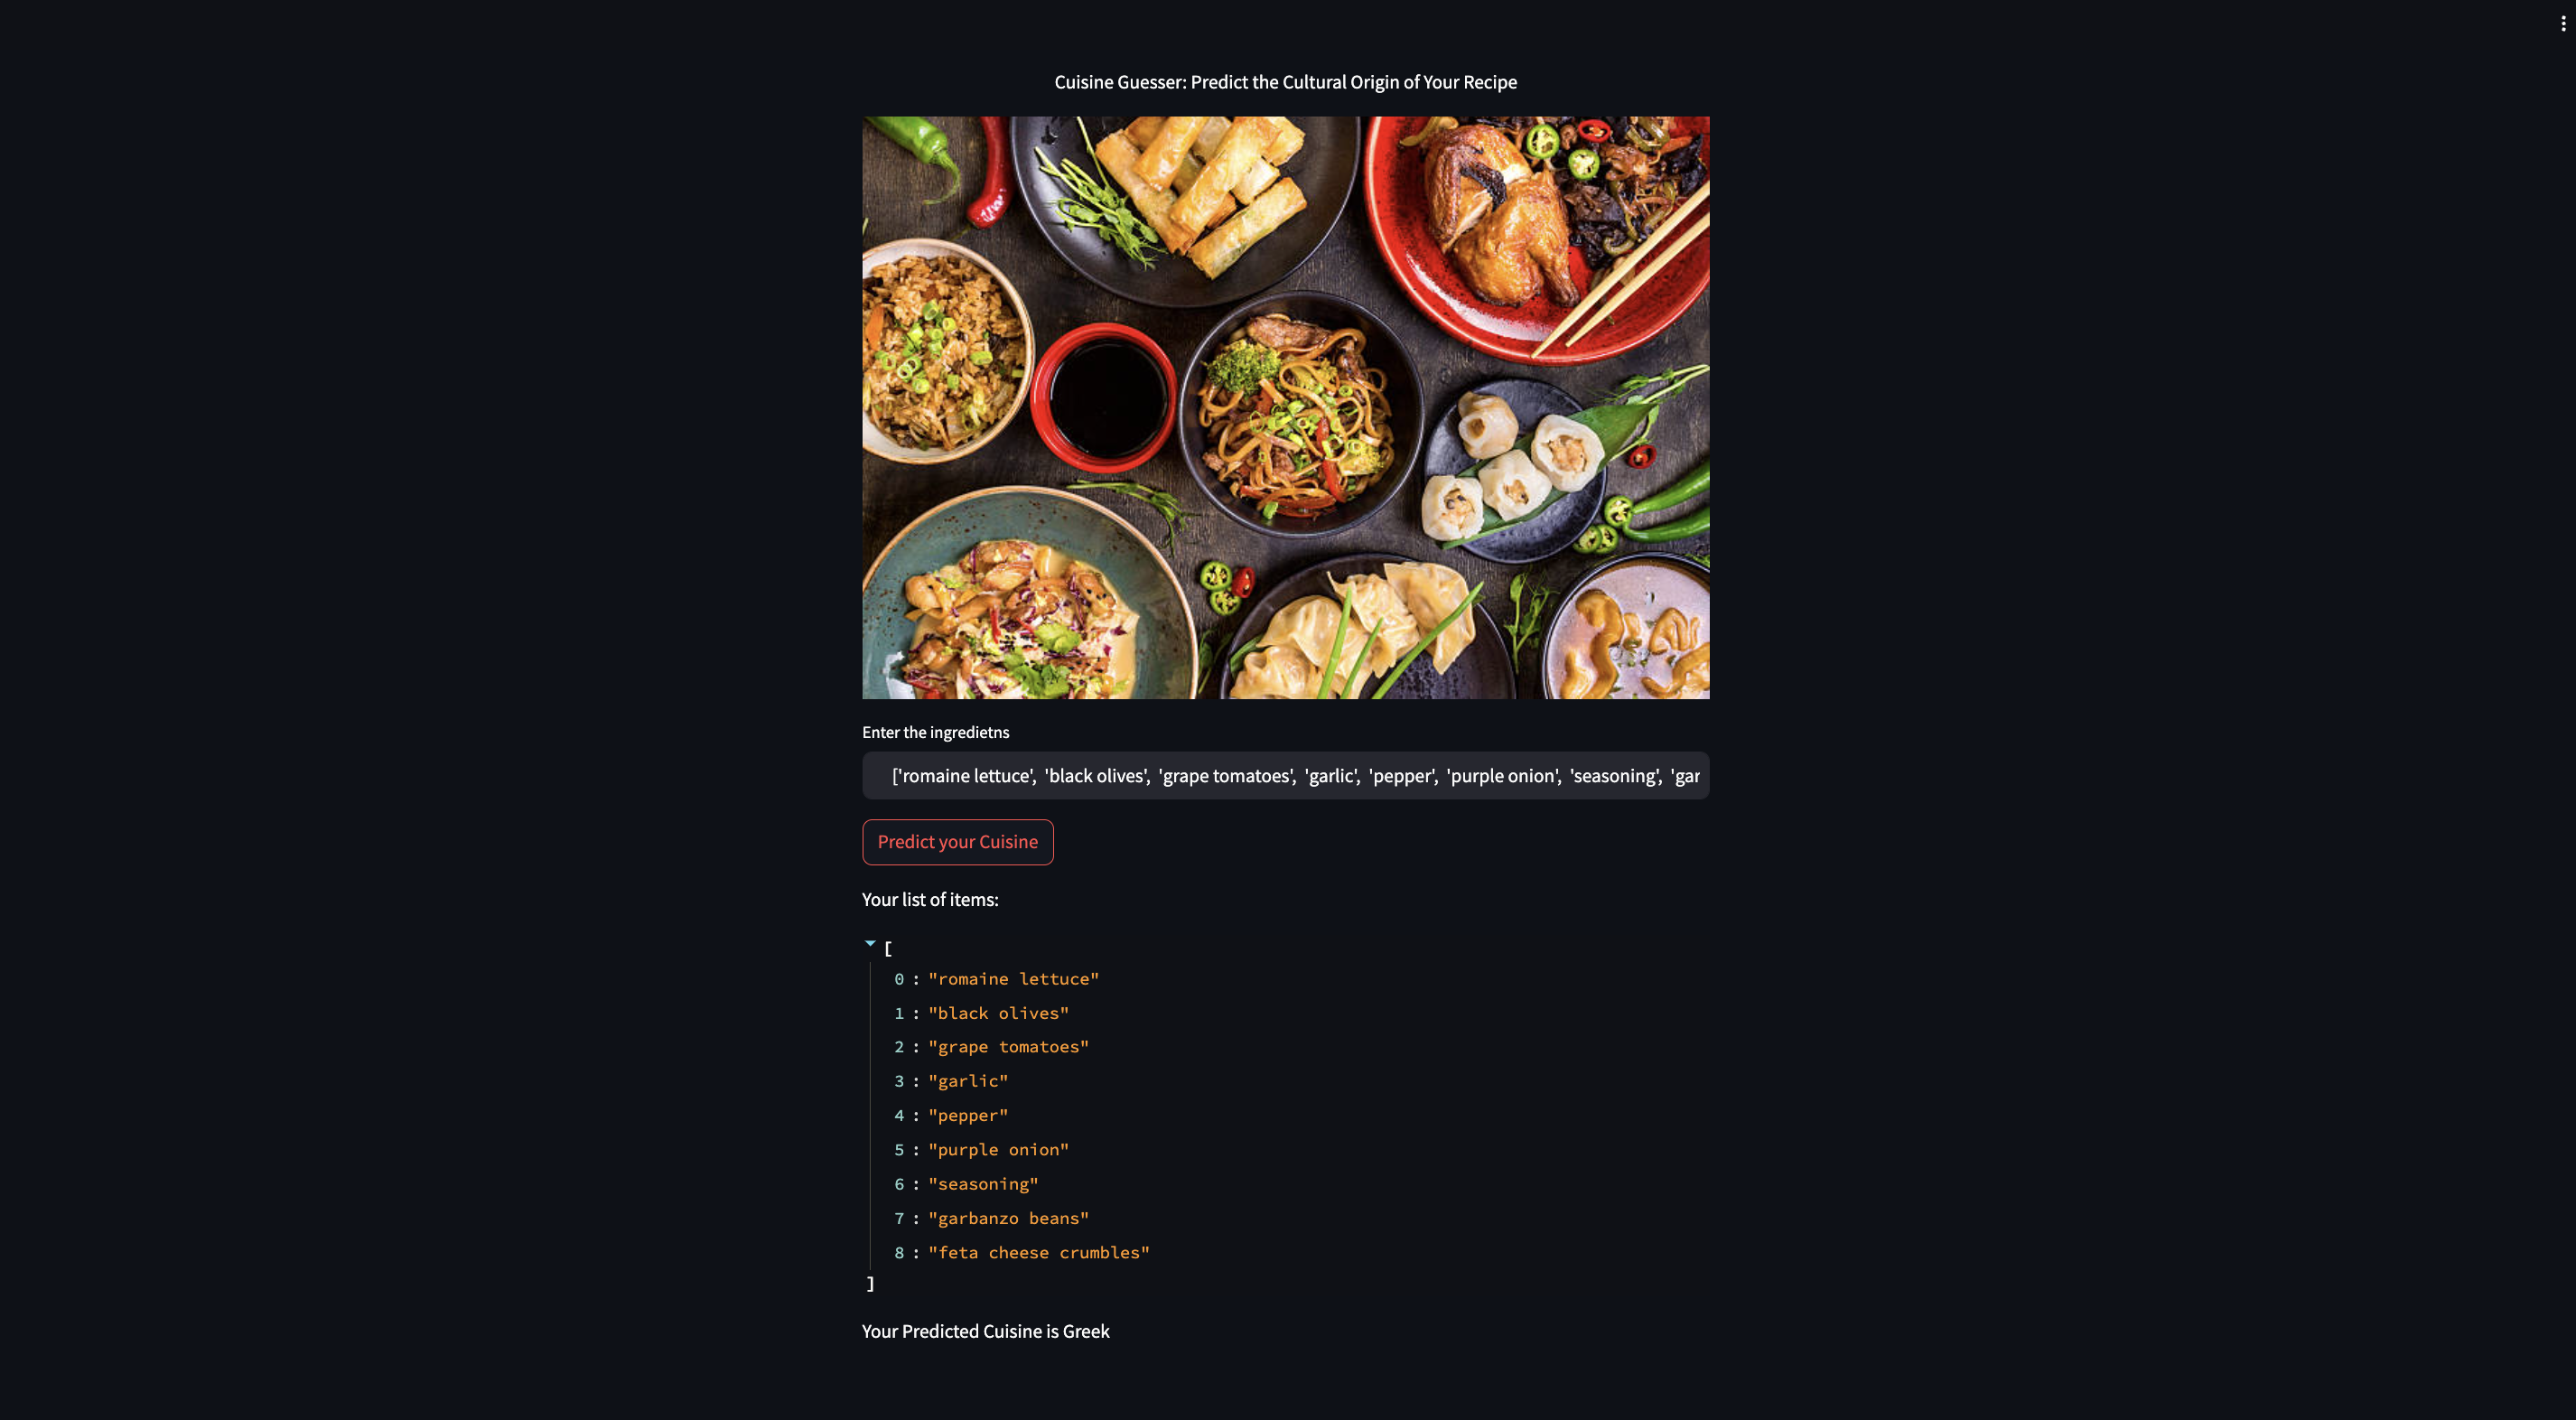 Cuisine Guesser: Predict the Cultural Origin of Your Recipe
Enter the ingredietns
['romaine lettuce', 'black olives', 'grape tomatoes', 'garlic', 'pepper', 'purple onion', 'seasoning', 'gar
Predict your Cuisine
Your list of items:
[
0 : "romaine lettuce"
1 : "black olives"
2 : "grape tomatoes"
3 : "garlic"
4 : "pepper"
5 : "purple onion"
6 : "seasoning"
7 : "garbanzo beans"
8 : "feta cheese crumbles"
]
Your Predicted Cuisine is Greek